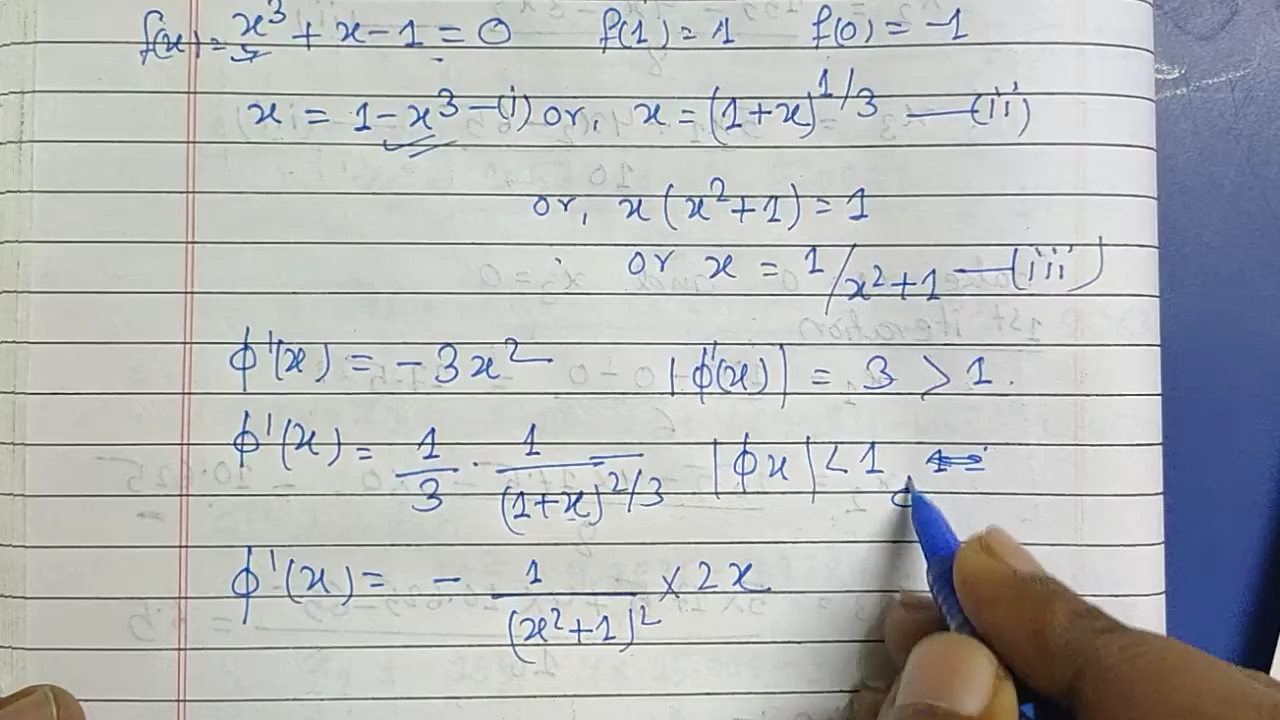 f(x) = x³ + x - 1 = 0 f(1) = 1 f(0) = -1
x = 1 - x³ —(i) or, x = (1+x)^1/3 —(ii)
or, x(x²+1) = 1
or x = 1/x²+1 —(iii)
ϕ'(x) = -3x² |ϕ'(x)| = 3 > 1.
ϕ'(x) = 1/3 · 1/(1+x)^2/3 |ϕx| < 1
ϕ'(x) = - 1/(x²+1)² × 2x